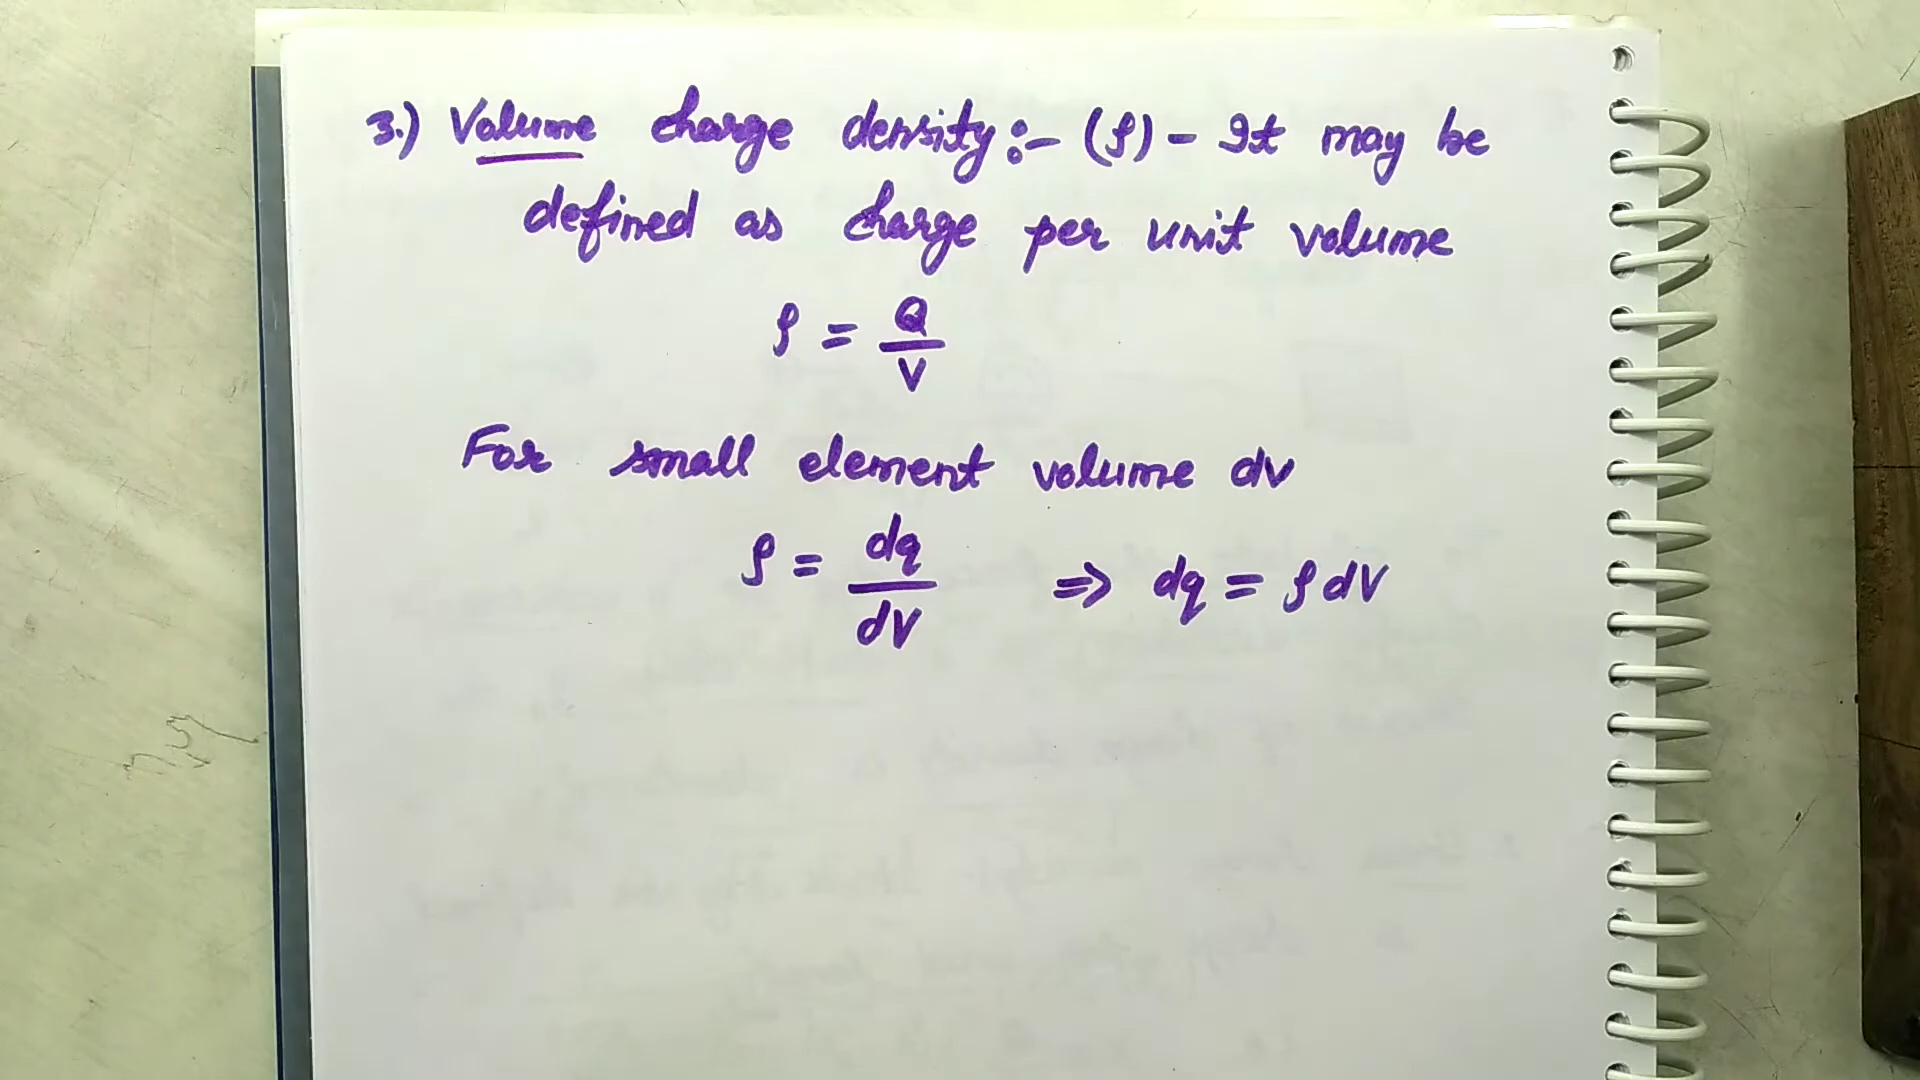 3.) Volume charge density:- (ρ) - It may be
defined as charge per unit volume
ρ = Q/V
For small element volume dv
ρ = dq/dV ⇒ dq = ρ dV